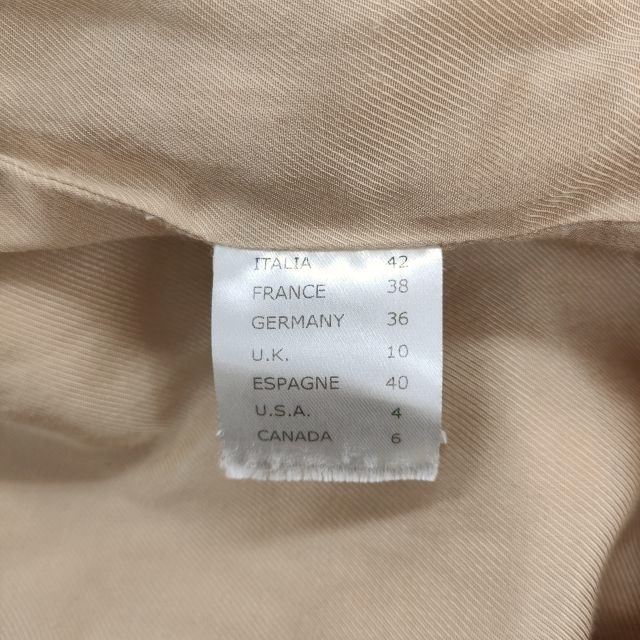 ITALIA 42
FRANCE 38
GERMANY 36
U.K. 10
ESPAGNE 40
U.S.A. 4
CANADA 6